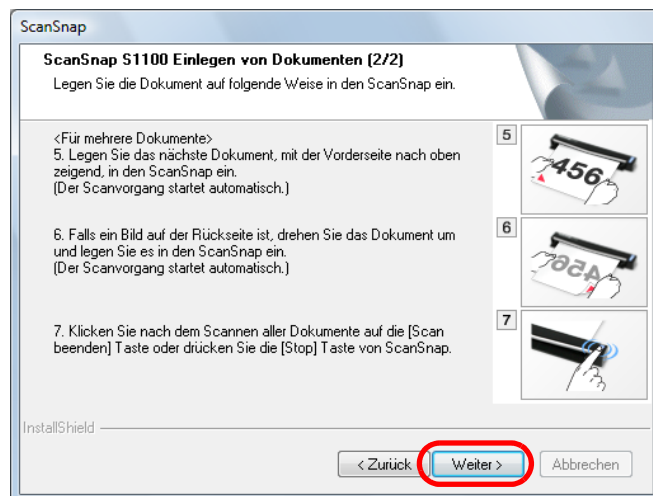 ScanSnap
ScanSnap S1100 Einlegen von Dokumenten (2/2)
Legen Sie die Dokument auf folgende Weise in den ScanSnap ein.
<Für mehrere Dokumente>
5. Legen Sie das nächste Dokument, mit der Vorderseite nach oben
zeigend, in den ScanSnap ein.
(Der Scanvorgang startet automatisch.)
5
456
6. Falls ein Bild auf der Rückseite ist, drehen Sie das Dokument um
und legen Sie es in den ScanSnap ein.
(Der Scanvorgang startet automatisch.)
6
456
7. Klicken Sie nach dem Scannen aller Dokumente auf die [Scan
beenden] Taste oder drücken Sie die [Stop] Taste von ScanSnap.
7
InstallShield
< Zurück
Weiter >
Abbrechen